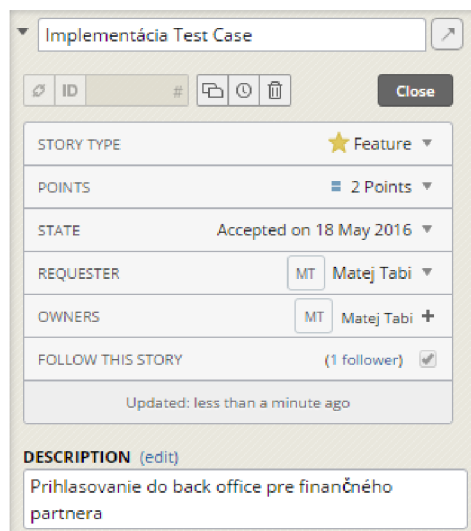 Implementácia Test Case
ID # Close
STORY TYPE Feature
POINTS 2 Points
STATE Accepted on 18 May 2016
REQUESTER MT Matej Tabi
OWNERS MT Matej Tabi +
FOLLOW THIS STORY (1 follower)
Updated: less than a minute ago
DESCRIPTION (edit)
Prihlasovanie do back office pre finančného
partnera